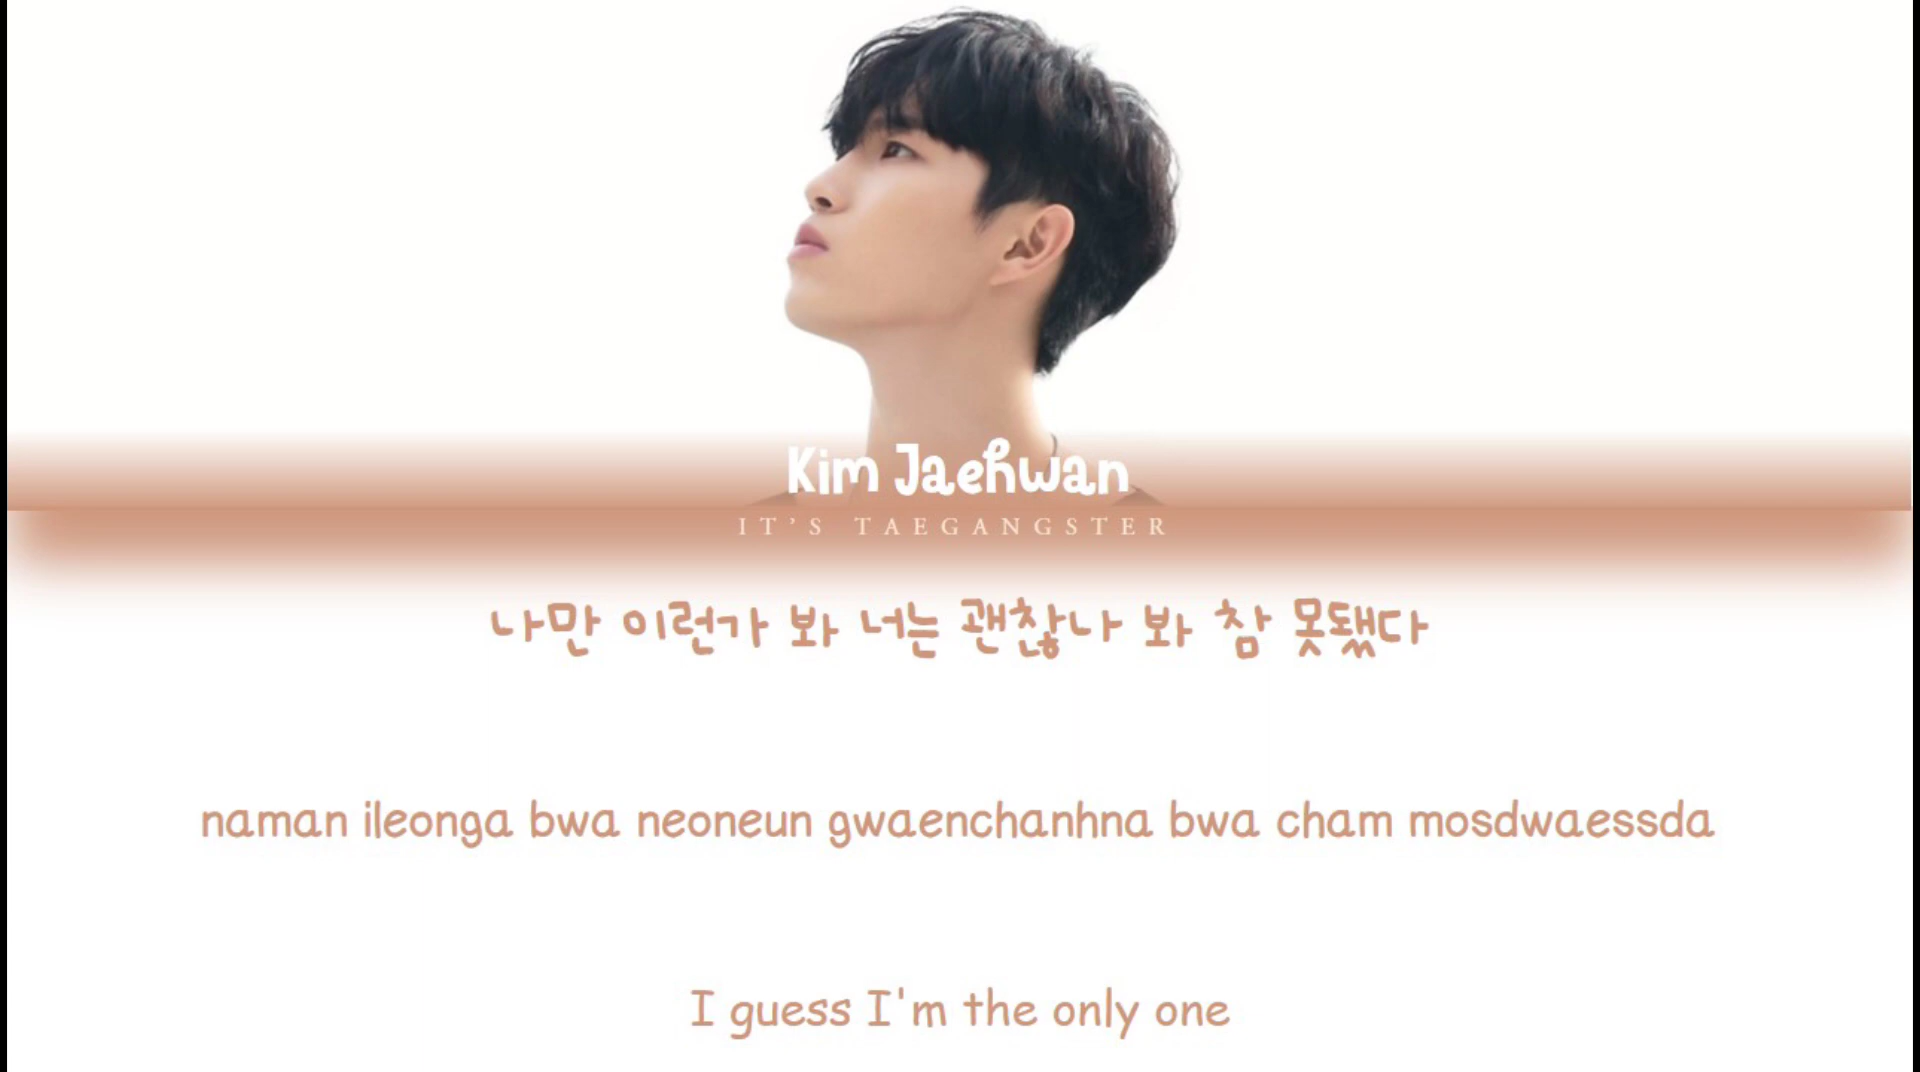 Kim Jaehwan
IT'S TAEGANGSTER
나만 이런가 봐 너는 괜찮나 봐 참 못됐다
naman ileonga bwa neoneun gwaenchanhna bwa cham mosdwaessda
I guess I'm the only one